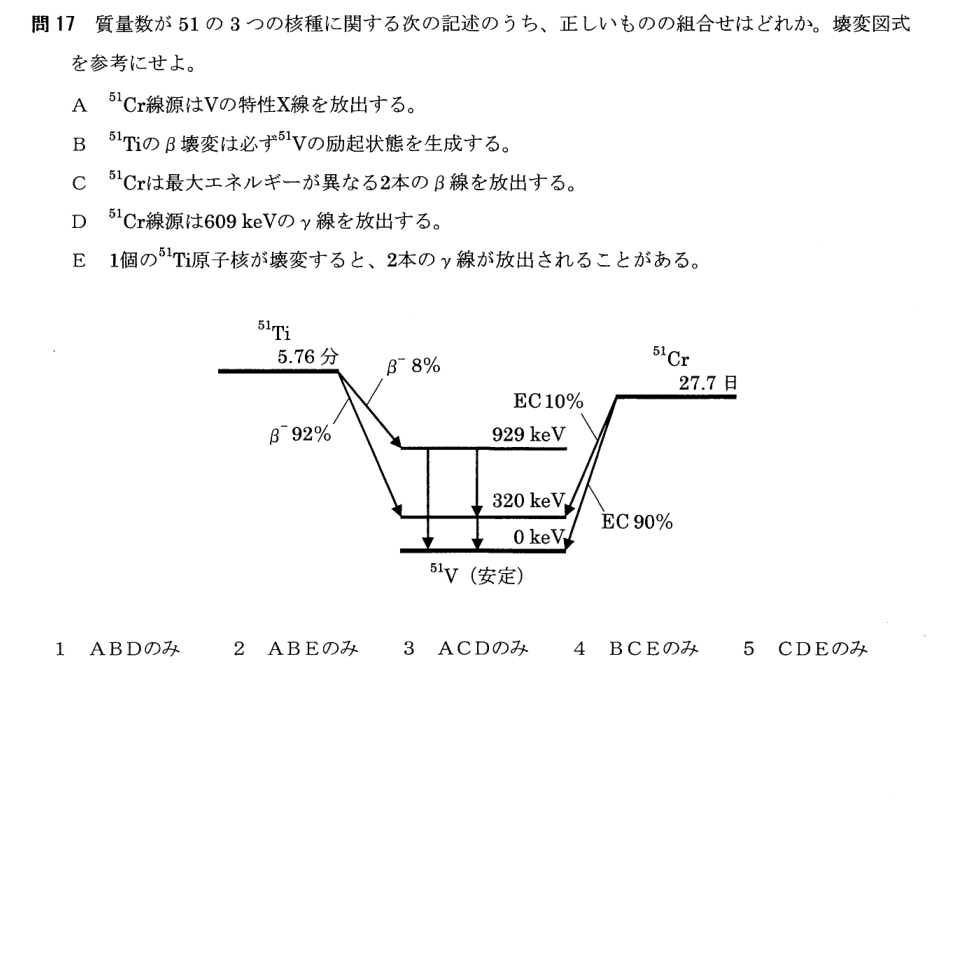 問 17 質量数が 51 の 3 つの核種に関する次の記述のうち、正しいものの組合せはどれか。壊変図式
を参考にせよ。
A ⁵¹Cr線源はVの特性X線を放出する。
B ⁵¹Tiのβ壊変は必ず⁵¹Vの励起状態を生成する。
C ⁵¹Crは最大エネルギーが異なる2本のβ線を放出する。
D ⁵¹Cr線源は609 keVのγ線を放出する。
E 1個の⁵¹Ti原子核が壊変すると、2本のγ線が放出されることがある。
⁵¹Ti
5.76 分
β⁻ 8%
β⁻ 92%
⁵¹Cr
27.7 日
EC 10%
929 keV
320 keV
EC 90%
0 keV
⁵¹V（安定）
1 ABDのみ 2 ABEのみ 3 ACDのみ 4 BCEのみ 5 CDEのみ